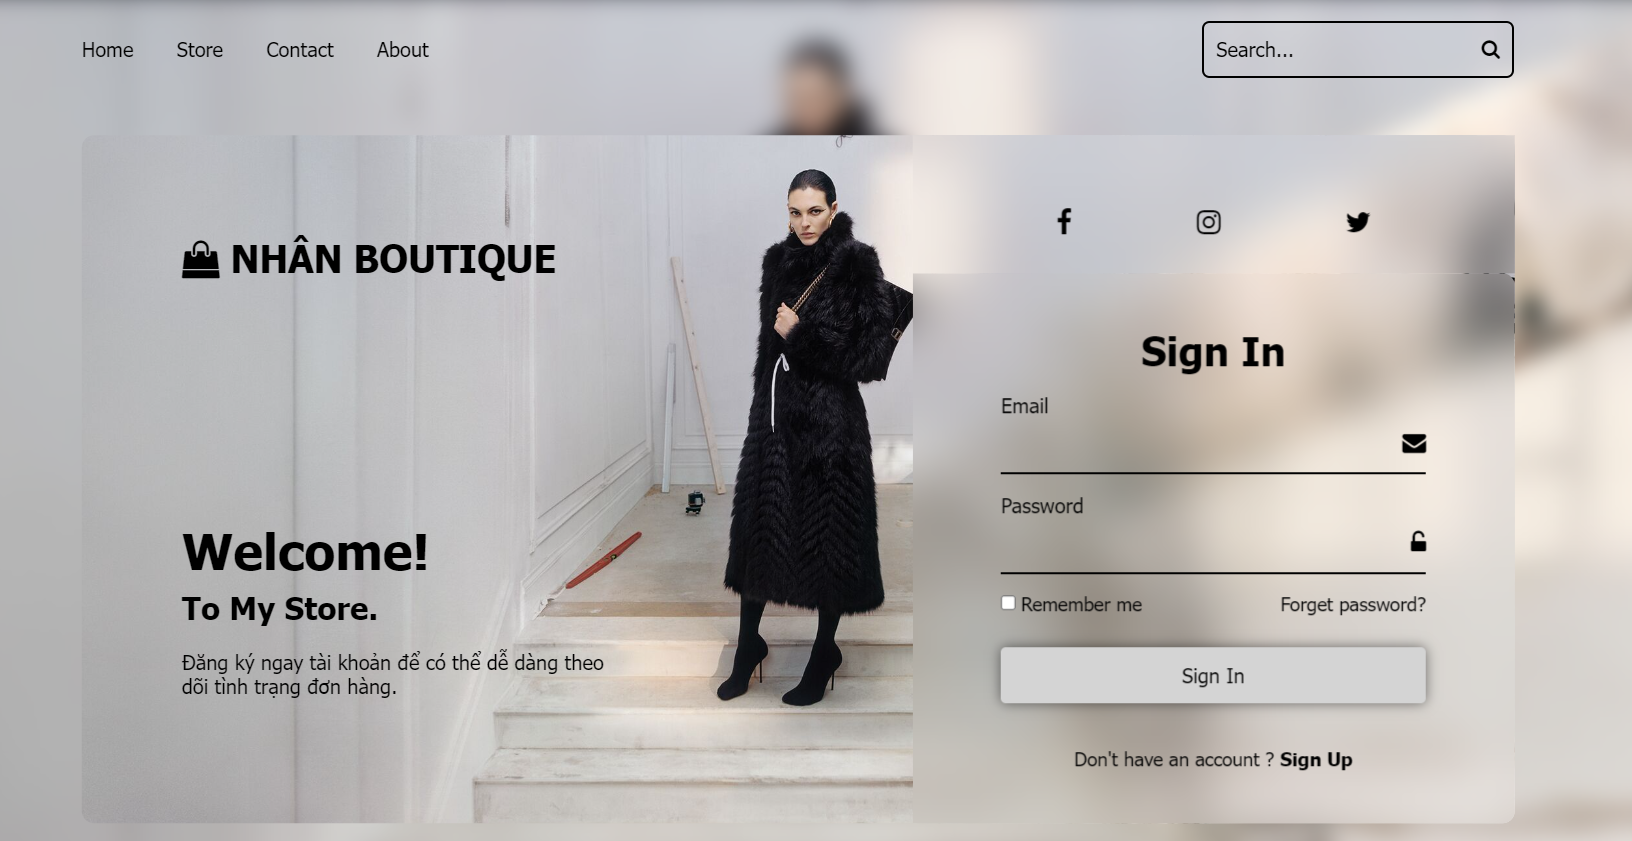 Home Store Contact About
Search...
NHÂN BOUTIQUE
Welcome!
To My Store.
Đăng ký ngay tài khoản để có thể dễ dàng theo
dõi tình trạng đơn hàng.
Sign In
Email
Password
Remember me Forget password?
Sign In
Don't have an account ? Sign Up